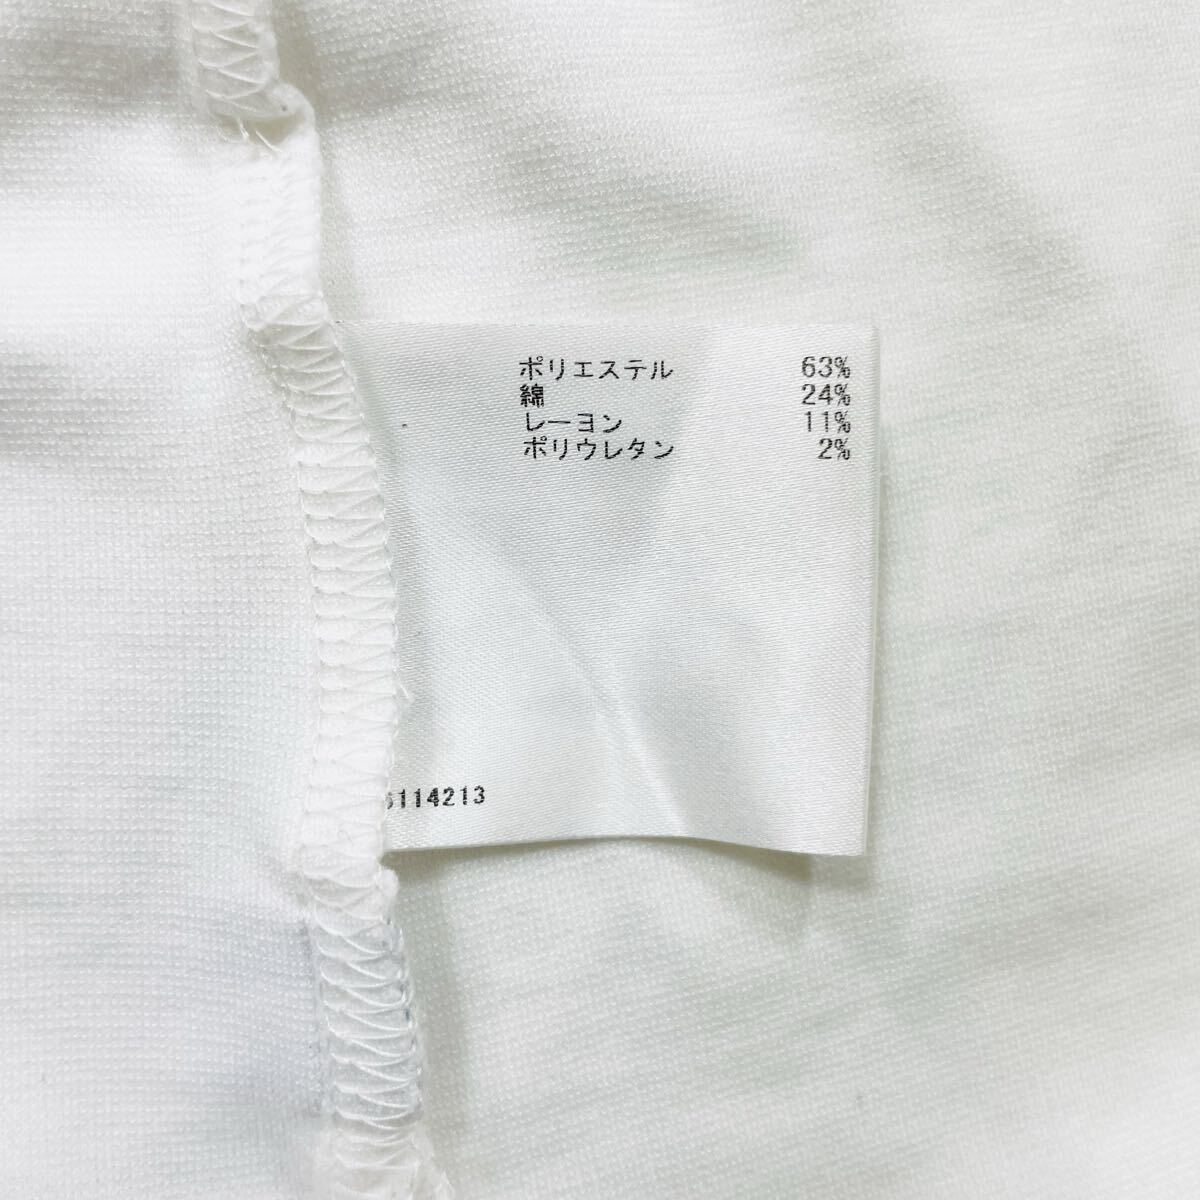 ポリエステル 63%
綿 24%
レーヨン 11%
ポリウレタン 2%
6114213